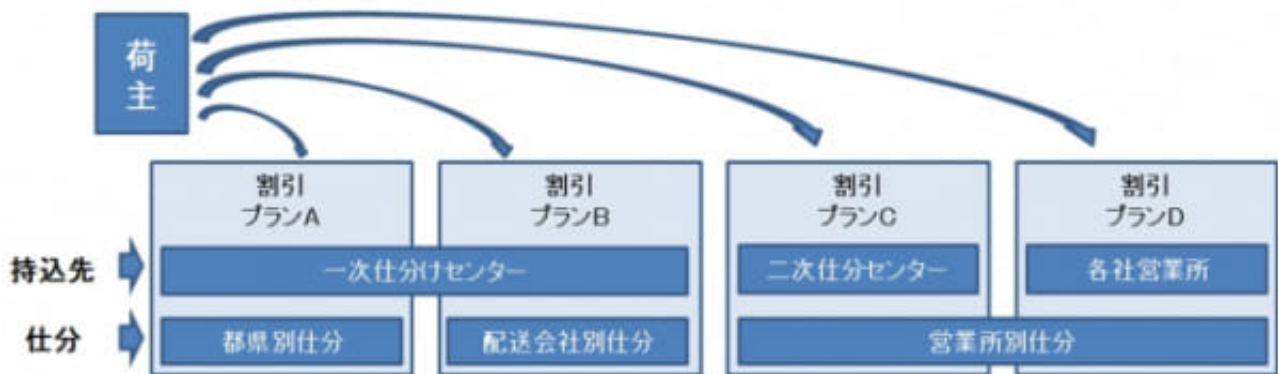 荷
主
割引
プランA
割引
プランB
割引
プランC
割引
プランD
持込先
一次仕分けセンター
二次仕分センター
各社営業所
仕分
都県別仕分
配送会社別仕分
営業所別仕分